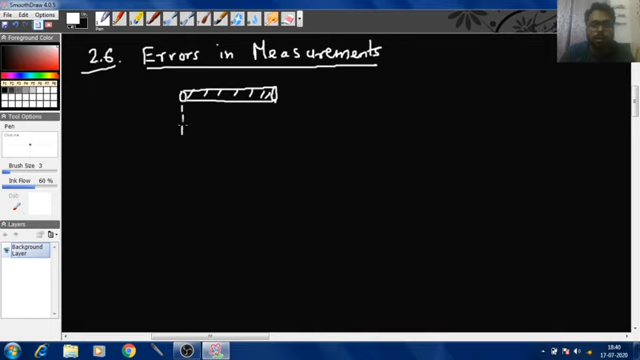 SmoothDraw 4.0.5
File Edit Options
Foreground Color
Tool Options
Pen
Brush Size 3
Ink Flow 60 %
Layers
Background
Layer
Pen
2.6. Errors in Measurements
18:40
17-07-2020